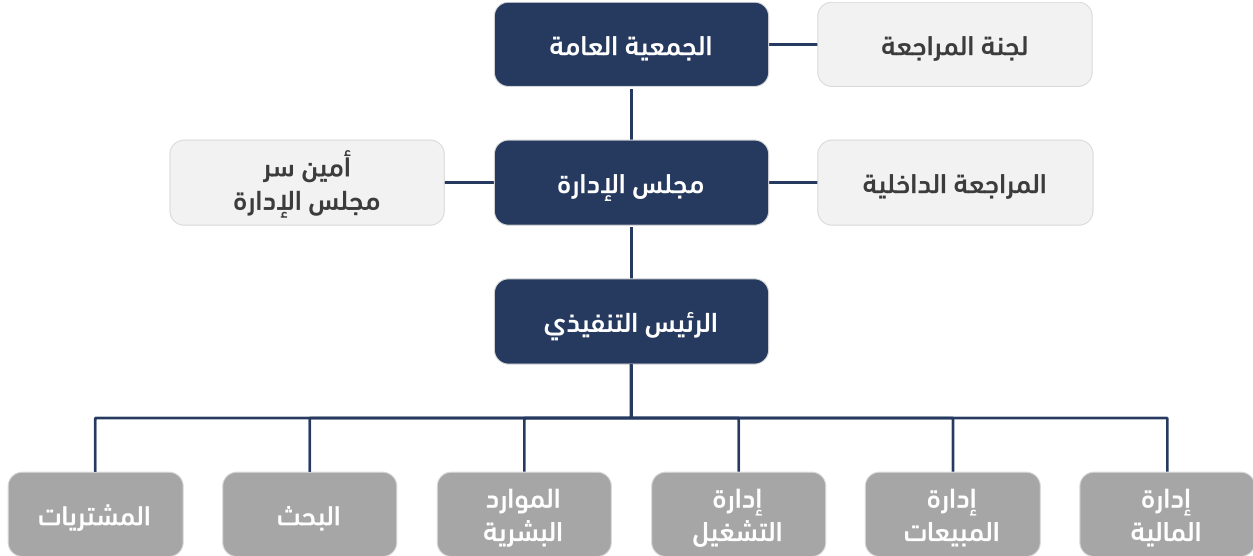 لجنة المراجعة
الجمعية العامة
المراجعة الداخلية
مجلس الإدارة
أمين سر
مجلس الإدارة
الرئيس التنفيذي
إدارة
المالية
إدارة
المبيعات
إدارة
التشغيل
الموارد
البشرية
البحث
المشتريات